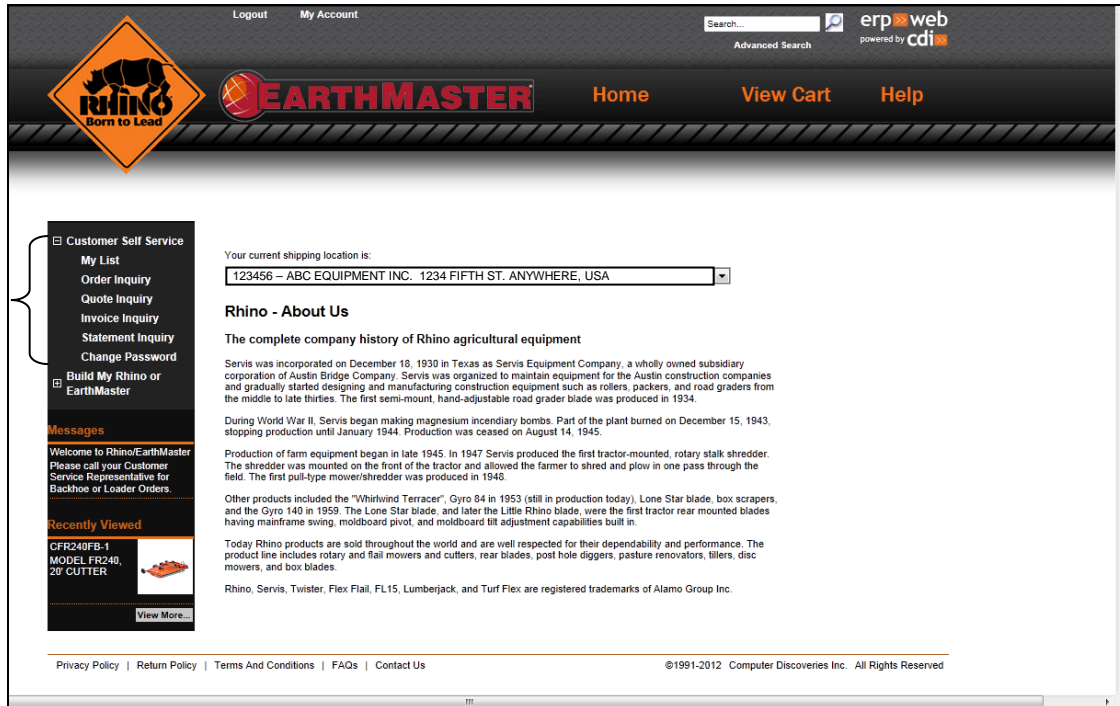 Logout My Account
Search...
Advanced Search
erp web
powered by cdi
RHINO
Born to Lead
EARTHMASTER
Home View Cart Help
Customer Self Service
My List
Order Inquiry
Quote Inquiry
Invoice Inquiry
Statement Inquiry
Change Password
Build My Rhino or
EarthMaster
Messages
Welcome to Rhino/EarthMaster
Please call your Customer
Service Representative for
Backhoe or Loader Orders.
Recently Viewed
CFR240FB-1
MODEL FR240,
20' CUTTER
View More...
Your current shipping location is:
123456 – ABC EQUIPMENT INC. 1234 FIFTH ST. ANYWHERE, USA
Rhino - About Us
The complete company history of Rhino agricultural equipment
Servis was incorporated on December 18, 1930 in Texas as Servis Equipment Company, a wholly owned subsidiary
corporation of Austin Bridge Company. Servis was organized to maintain equipment for the Austin construction companies
and gradually started designing and manufacturing construction equipment such as rollers, packers, and road graders from
the middle to late thirties. The first semi-mount, hand-adjustable road grader blade was produced in 1934.
During World War II, Servis began making magnesium incendiary bombs. Part of the plant burned on December 15, 1943,
stopping production until January 1944. Production was ceased on August 14, 1945.
Production of farm equipment began in late 1945. In 1947 Servis produced the first tractor-mounted, rotary stalk shredder.
The shredder was mounted on the front of the tractor and allowed the farmer to shred and plow in one pass through the
field. The first pull-type mower/shredder was produced in 1948.
Other products included the "Whirlwind Terracer", Gyro 84 in 1953 (still in production today), Lone Star blade, box scrapers,
and the Gyro 140 in 1959. The Lone Star blade, and later the Little Rhino blade, were the first tractor rear mounted blades
having mainframe swing, moldboard pivot, and moldboard tilt adjustment capabilities built in.
Today Rhino products are sold throughout the world and are well respected for their dependability and performance. The
product line includes rotary and flail mowers and cutters, rear blades, post hole diggers, pasture renovators, tillers, disc
mowers, and box blades.
Rhino, Servis, Twister, Flex Flail, FL15, Lumberjack, and Turf Flex are registered trademarks of Alamo Group Inc.
Privacy Policy | Return Policy | Terms And Conditions | FAQs | Contact Us
©1991-2012 Computer Discoveries Inc. All Rights Reserved